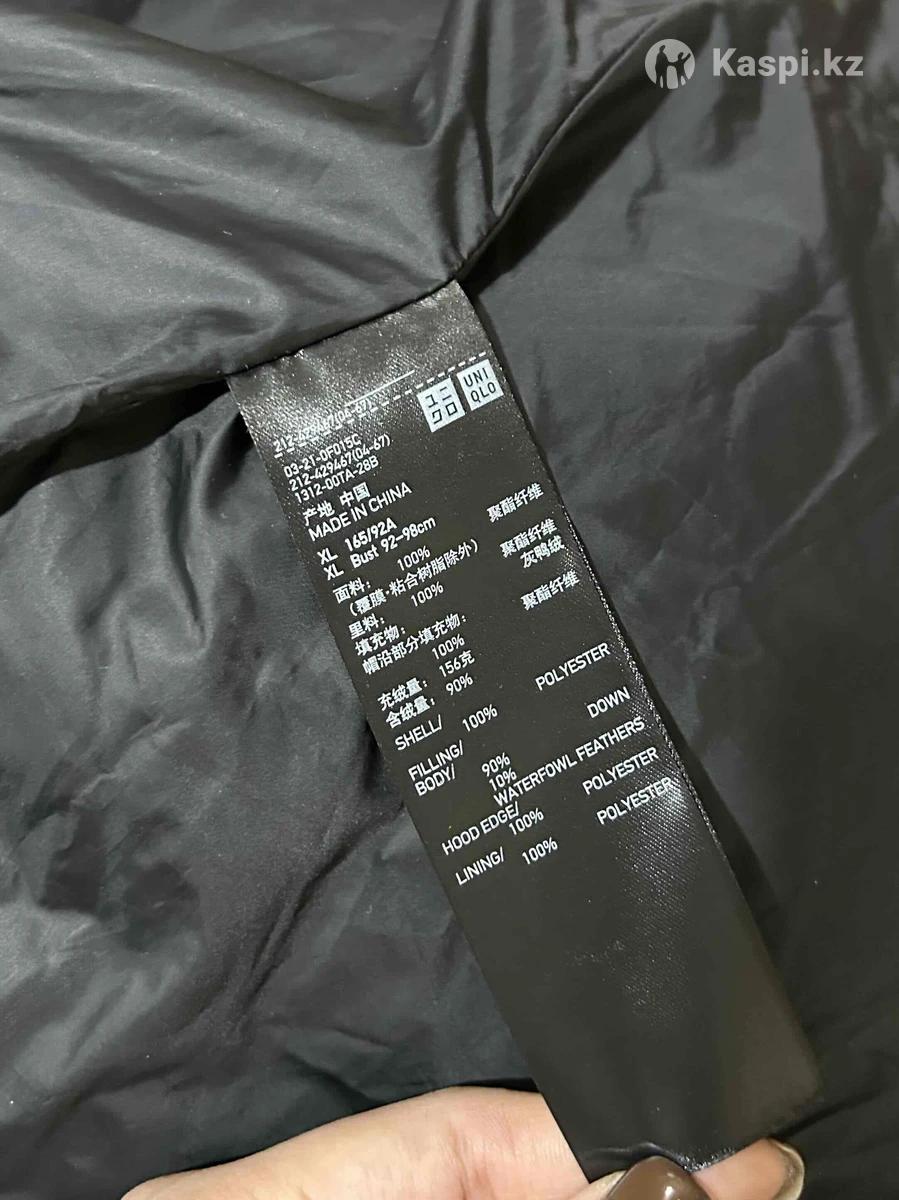 Kaspi.kz
ユニ
クロ
UNI
QLO
03-21-0F015C
212-429467(04-67)
1312-00TA-28B
产地 中国
MADE IN CHINA
XL 165/92A
XL Bust 92-98cm
面料: 100% 聚酯纤维
(覆膜·粘合树脂除外)
里料: 100% 聚酯纤维
填充物: 灰鸭绒
帽沿部分填充物:
100% 聚酯纤维
充绒量: 156克
含绒量: 90%
SHELL/ 100% POLYESTER
FILLING/
BODY/ 90% DOWN
10% WATERFOWL FEATHERS
HOOD EDGE/
100% POLYESTER
LINING/ 100% POLYESTER